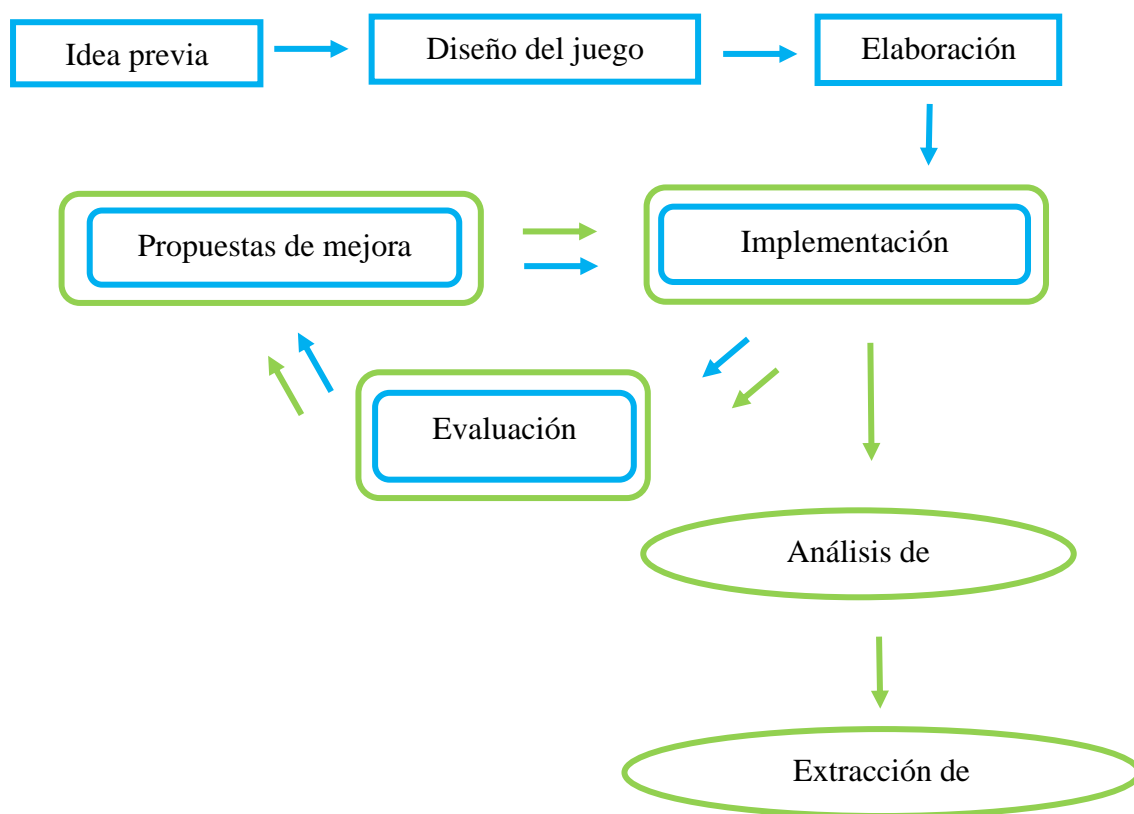 Idea previa
Diseño del juego
Elaboración
Propuestas de mejora
Implementación
Evaluación
Análisis de
Extracción de